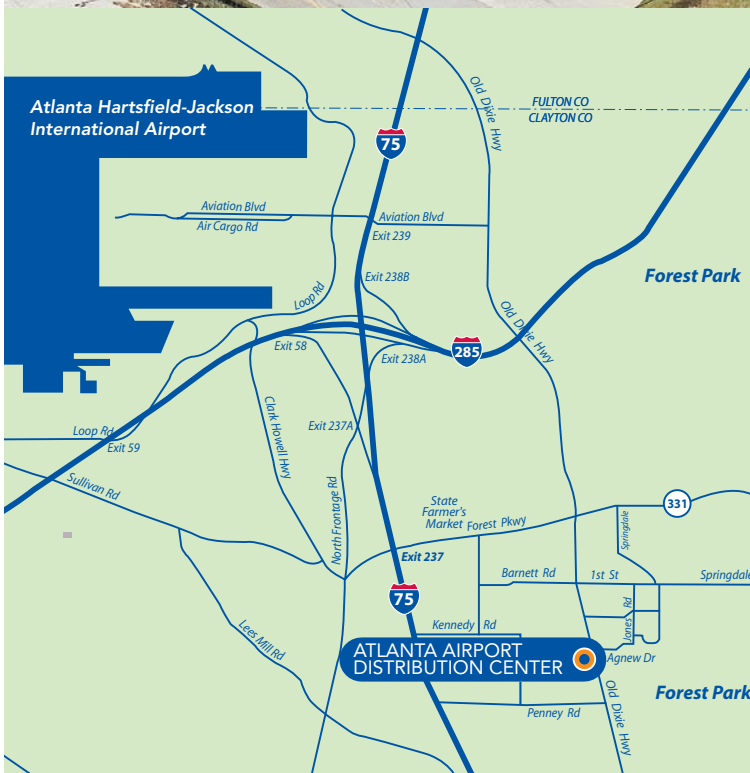 Old Dixie Hwy
FULTON CO
CLAYTON CO
Atlanta Hartsfield-Jackson
International Airport
75
Aviation Blvd
Air Cargo Rd
Aviation Blvd
Exit 239
Exit 238B
Forest Park
Loop Rd
Old Dixie Hwy
Exit 58
285
Exit 238A
Clark Howell Hwy
Exit 237A
Loop Rd
Exit 59
Sullivan Rd
North Frontage Rd
State
Farmer's
Market
Forest Pkwy
331
Springdale
Exit 237
Barnett Rd
1st St
Springdale
75
Jones Rd
Kennedy Rd
Lees Mill Rd
ATLANTA AIRPORT
DISTRIBUTION CENTER
Agnew Dr
Old Dixie Hwy
Forest Park
Penney Rd